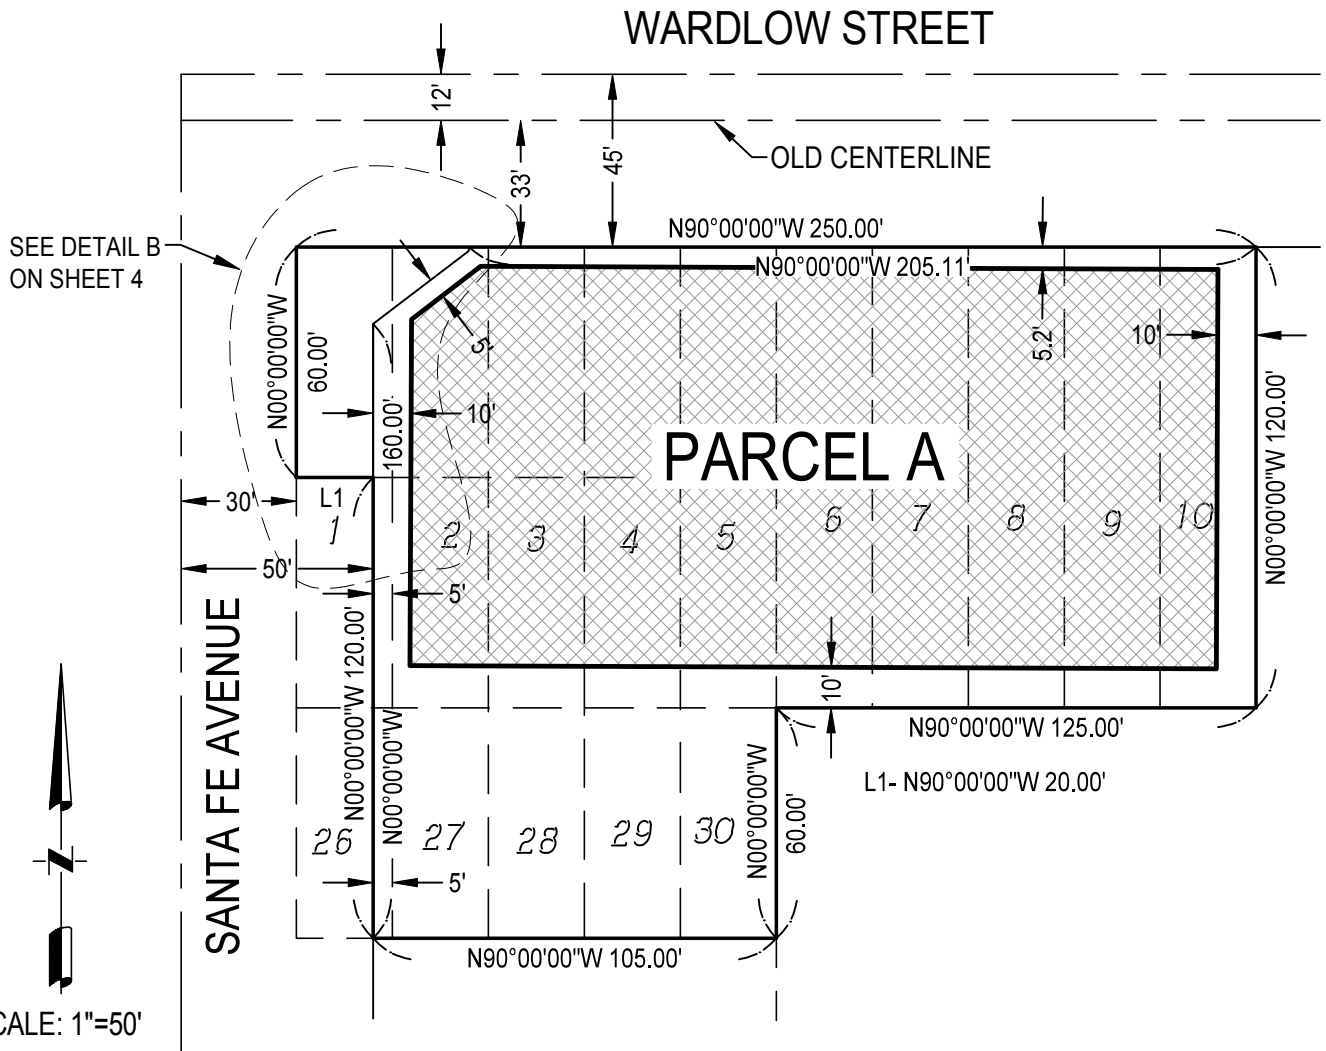 WARDLOW STREET
12'
33'
45'
OLD CENTERLINE
SEE DETAIL B
ON SHEET 4
N90°00'00"W 250.00'
N90°00'00"W 205.11'
N00°00'00"W
60.00'
5'
5.2'
10'
160.00'
10'
PARCEL A
N00°00'00"W 120.00'
30'
L1
1
2
3
4
5
6
7
8
9
10
50'
5'
SANTA FE AVENUE
N00°00'00"W 120.00'
N00°00'00"W
10'
N90°00'00"W 125.00'
L1- N90°00'00"W 20.00'
N00°00'00"W
60.00'
26
27
28
29
30
5'
N90°00'00"W 105.00'
N
CALE: 1"=50'